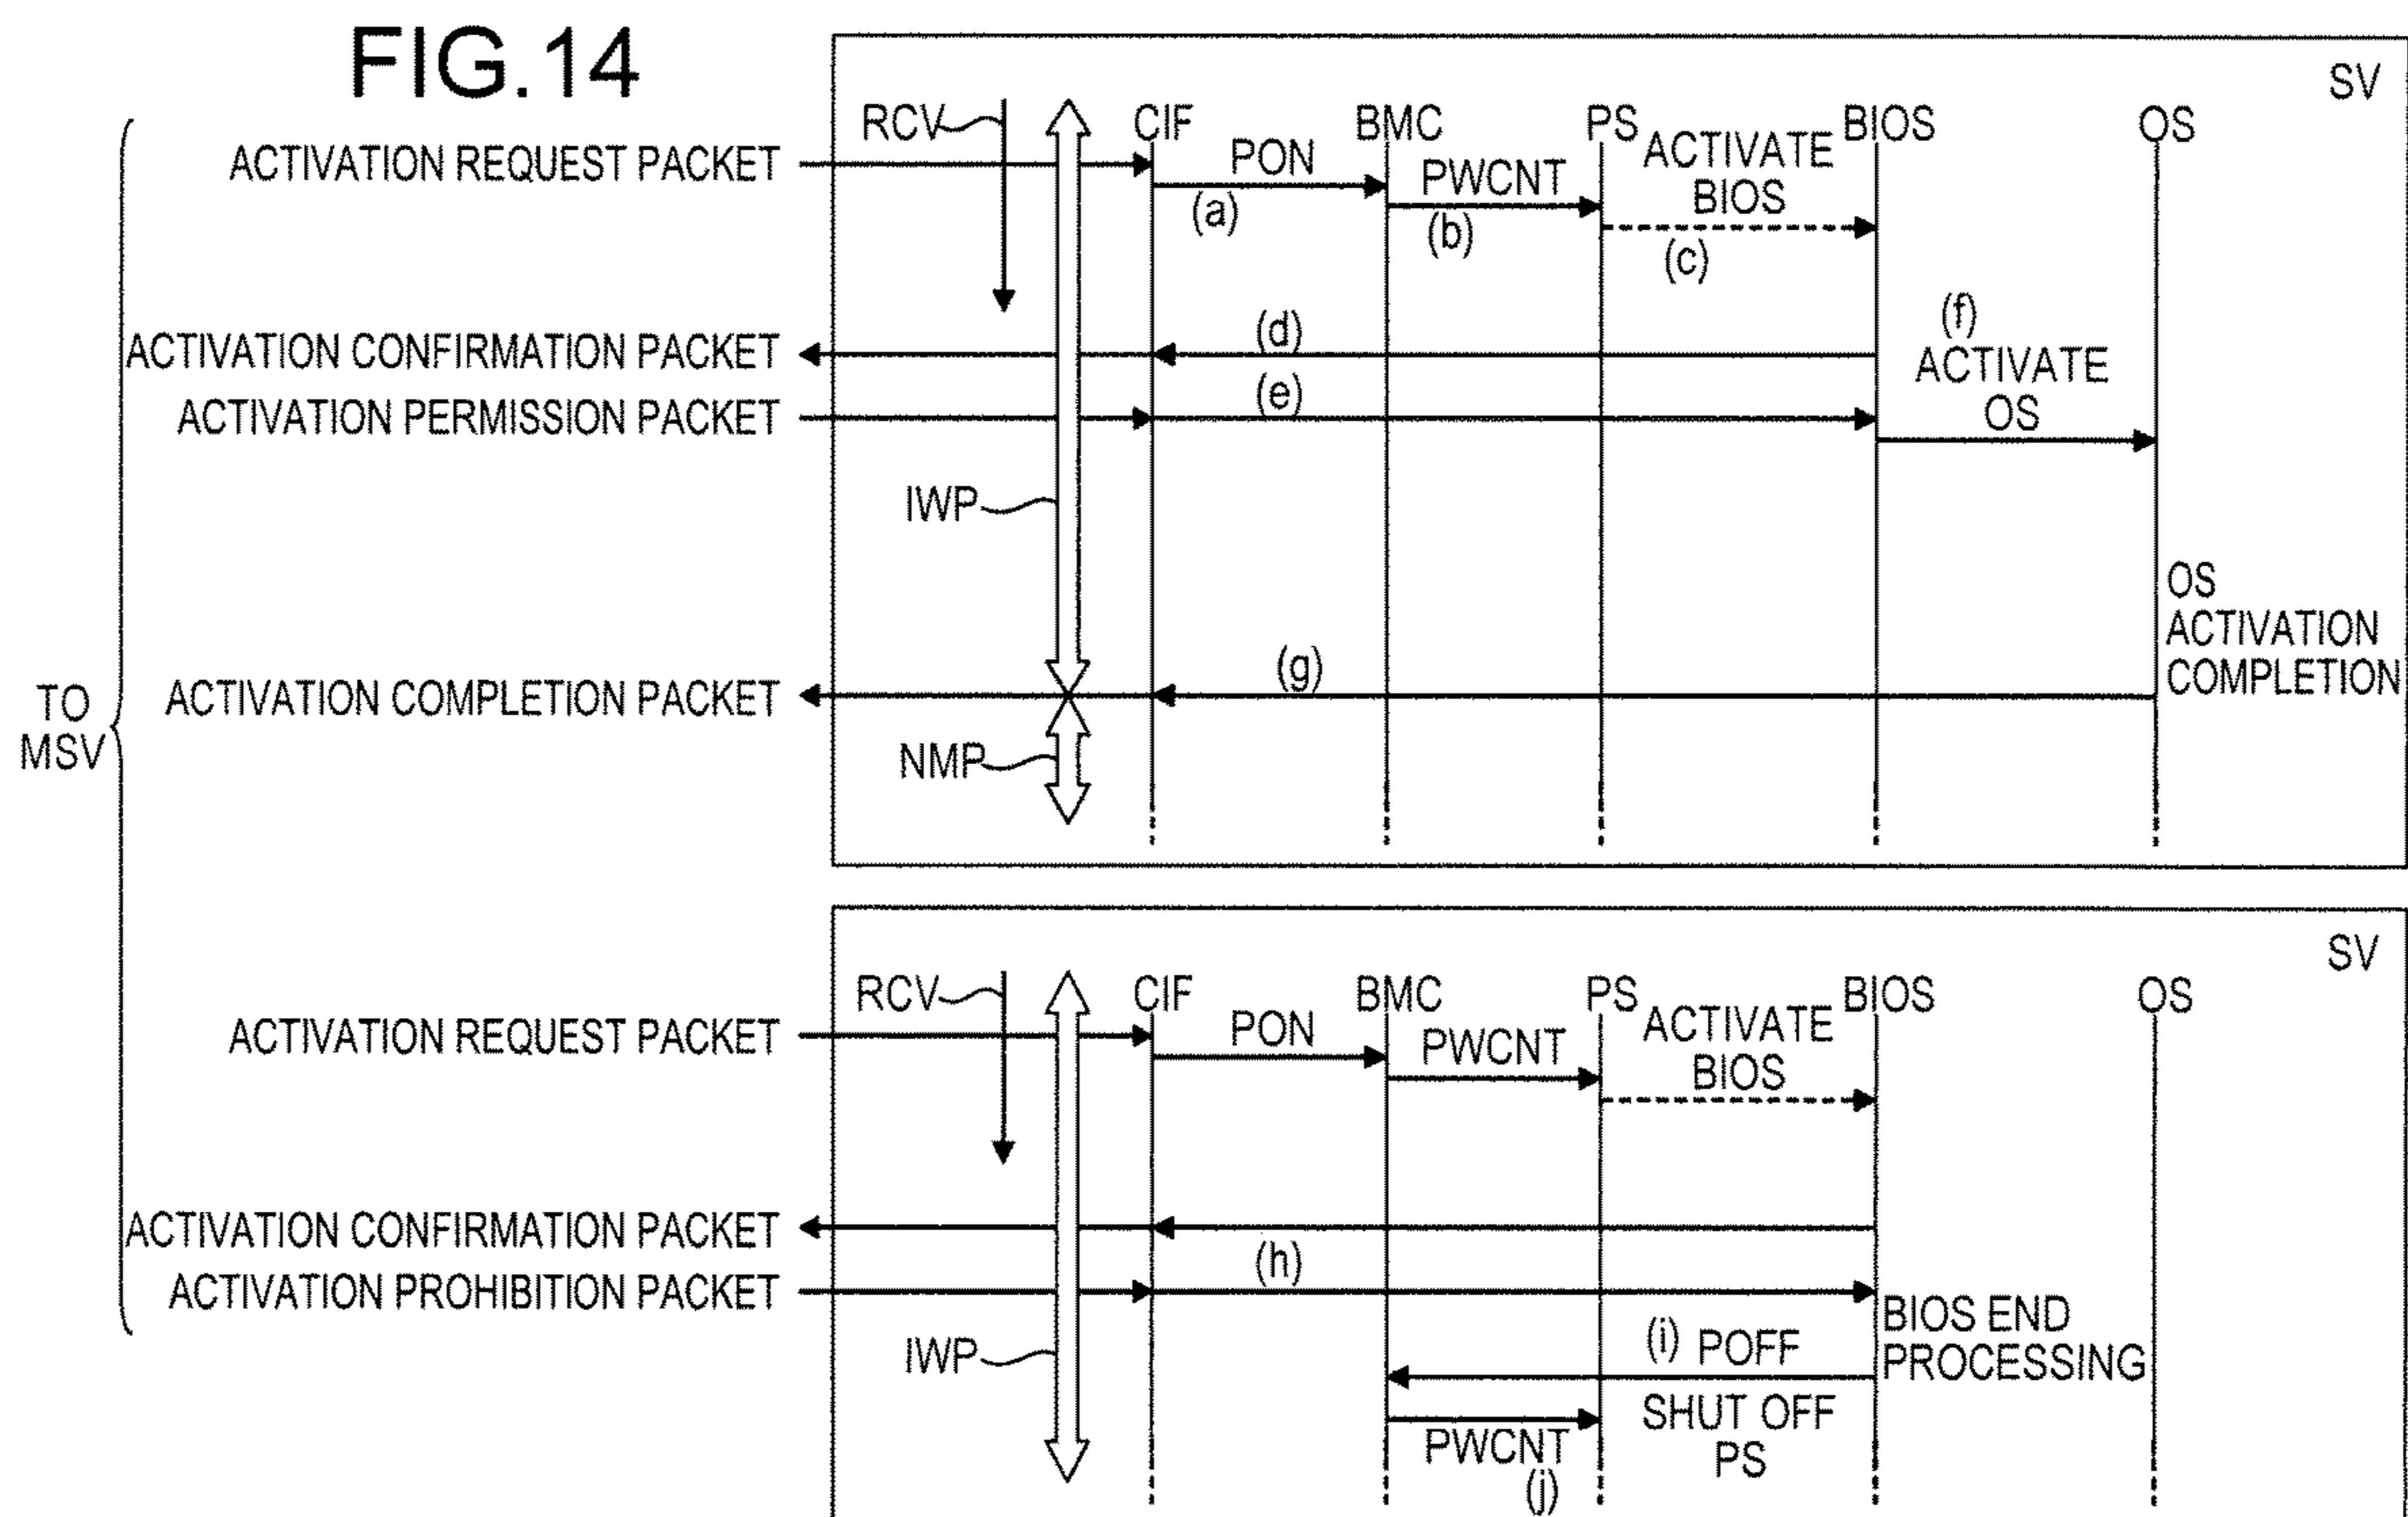 FIG.14
SV
RCV
CIF
BMC
PS
BIOS
OS
ACTIVATION REQUEST PACKET
PON
(a)
PWCNT
(b)
ACTIVATE
BIOS
(c)
ACTIVATION CONFIRMATION PACKET
(d)
ACTIVATION PERMISSION PACKET
(e)
(f)
ACTIVATE
OS
IWP
OS
ACTIVATION
COMPLETION
ACTIVATION COMPLETION PACKET
(g)
NMP
TO
MSV
SV
RCV
CIF
BMC
PS
BIOS
OS
ACTIVATION REQUEST PACKET
PON
PWCNT
ACTIVATE
BIOS
ACTIVATION CONFIRMATION PACKET
ACTIVATION PROHIBITION PACKET
(h)
BIOS END
PROCESSING
IWP
(i) POFF
SHUT OFF
PS
PWCNT
(j)